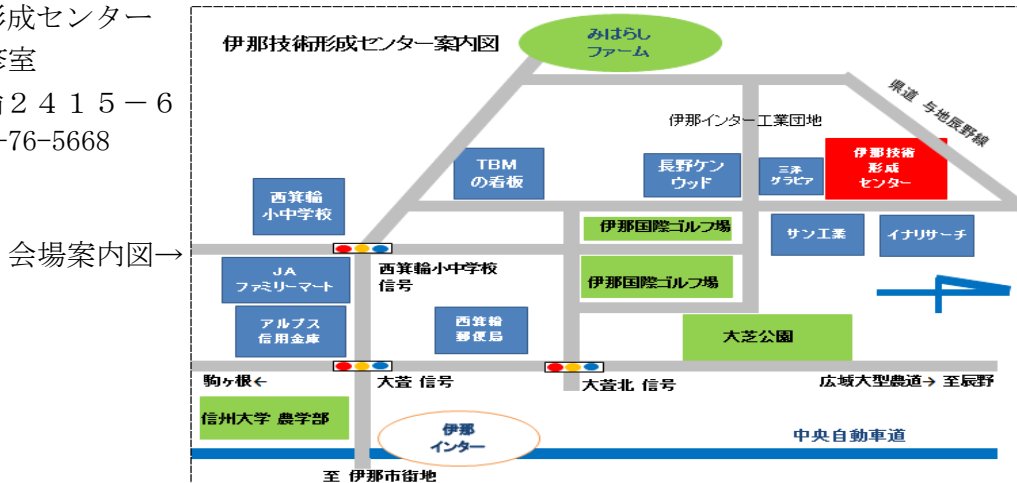 形成センター
修室
輪２４１５－６
-76-5668
会場案内図→
伊那技術形成センター案内図
みはらし
ファーム
県道 与地辰野線
伊那インター工業団地
TBM
の看板
長野ケン
ウッド
三洋
グラビア
伊那技術
形成
センター
西箕輪
小中学校
伊那国際ゴルフ場
サン工業
イナリサーチ
西箕輪小中学校
信号
JA
ファミリーマート
伊那国際ゴルフ場
アルプス
信用金庫
西箕輪
郵便局
大芝公園
駒ヶ根←
大萱 信号
大萱北 信号
広域大型農道→ 至辰野
信州大学 農学部
伊那
インター
中央自動車道
至 伊那市街地